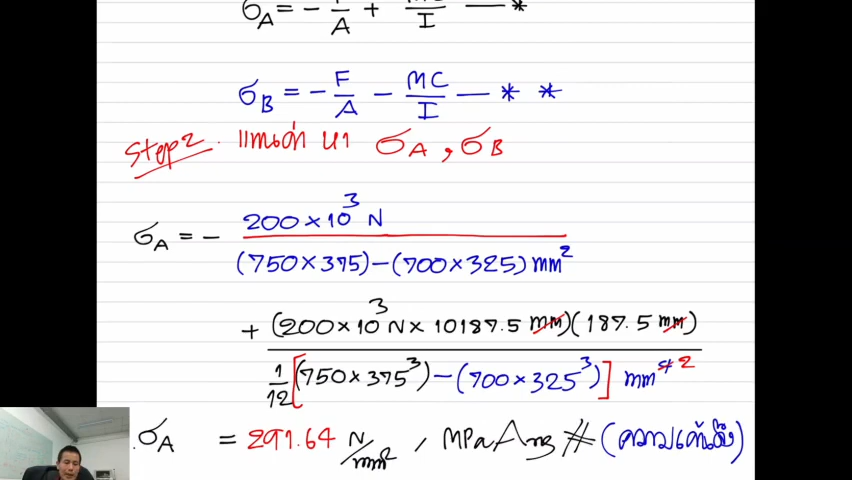 σA = - F/A + MC/I — *
σB = - F/A - MC/I — * *
Step2. แทนค่า หา σA, σB
σA = - 200×10³ N
(750×375)-(700×325) mm²
+ (200×10³ N × 10187.5 mm)(187.5 mm)
1/12 [(750×375³)-(700×325³)] mm⁴ 2
σA = 291.64 N/mm², MPa Ans # (ความเค้นดึง)